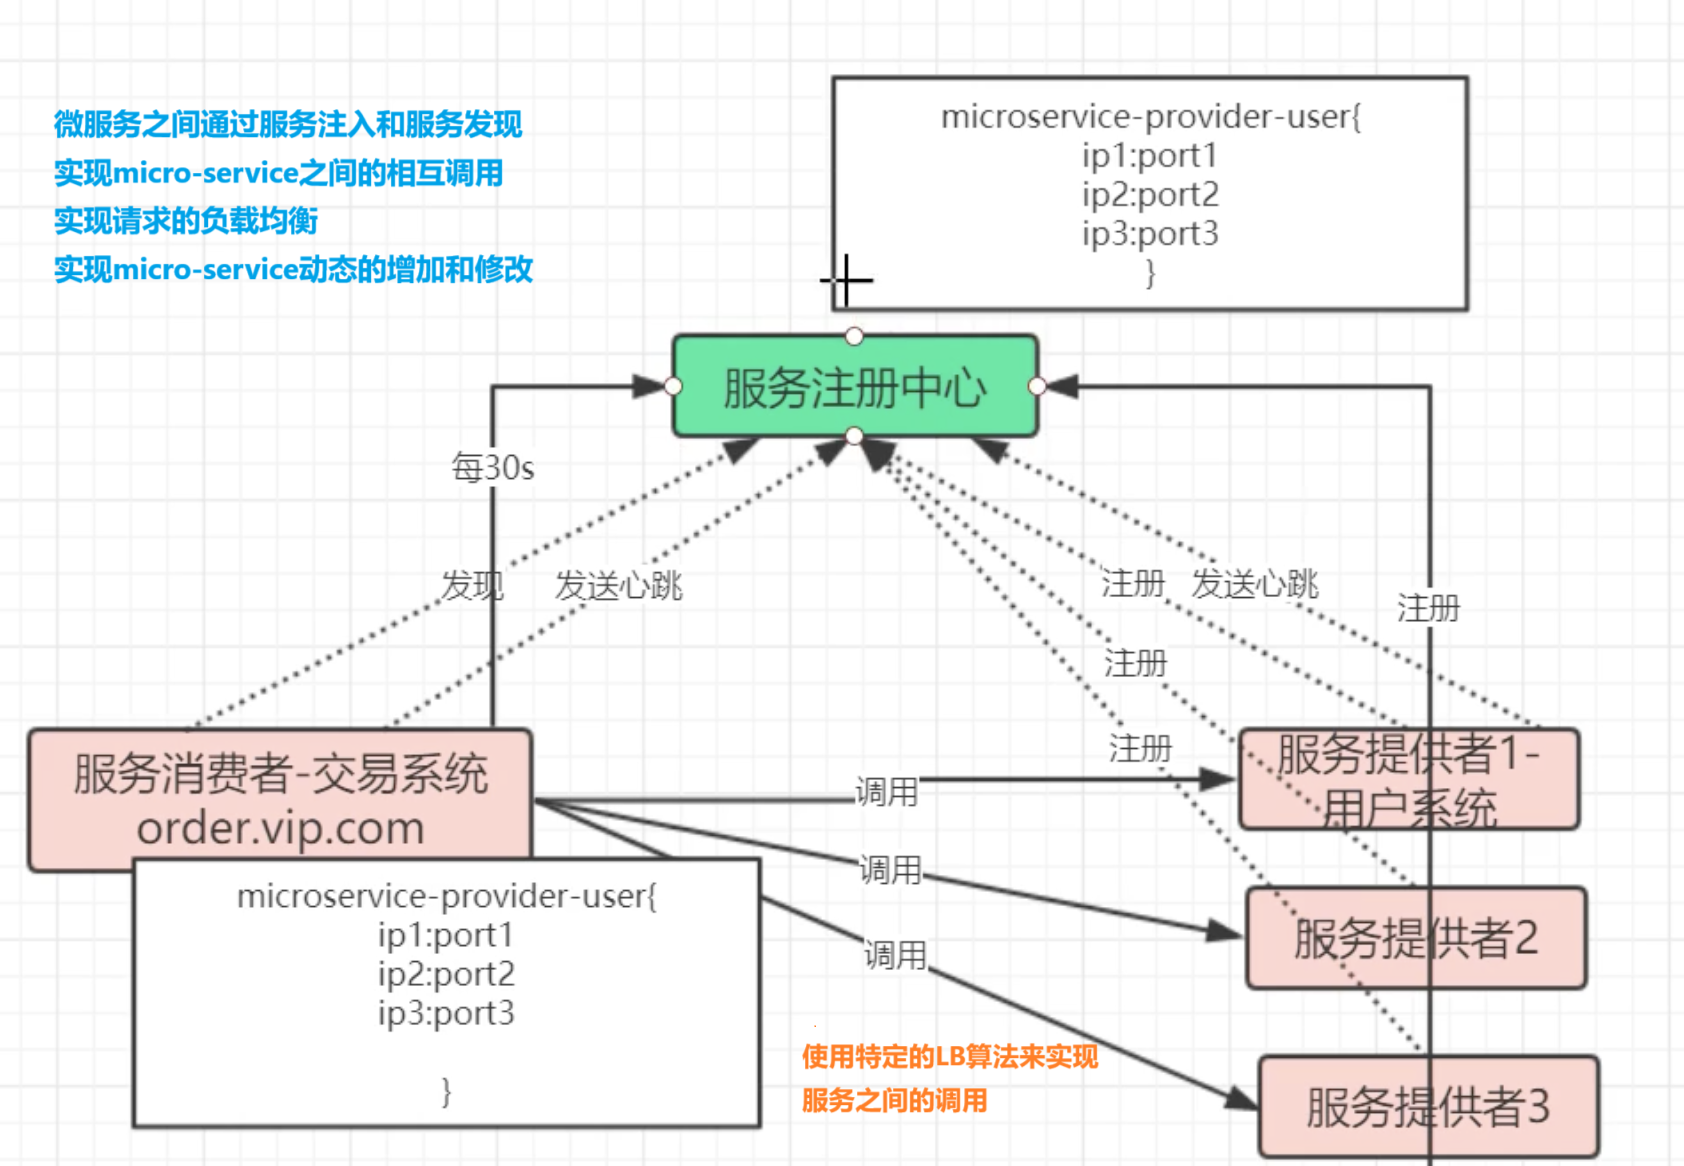 微服务之间通过服务注入和服务发现
实现micro-service之间的相互调用
实现请求的负载均衡
实现micro-service动态的增加和修改
microservice-provider-user{
ip1:port1
ip2:port2
ip3:port3
}
服务注册中心
每30s
发现
发送心跳
注册
发送心跳
注册
注册
注册
服务消费者-交易系统
order.vip.com
microservice-provider-user{
ip1:port1
ip2:port2
ip3:port3
}
调用
调用
调用
服务提供者1-
用户系统
服务提供者2
服务提供者3
使用特定的LB算法来实现
服务之间的调用